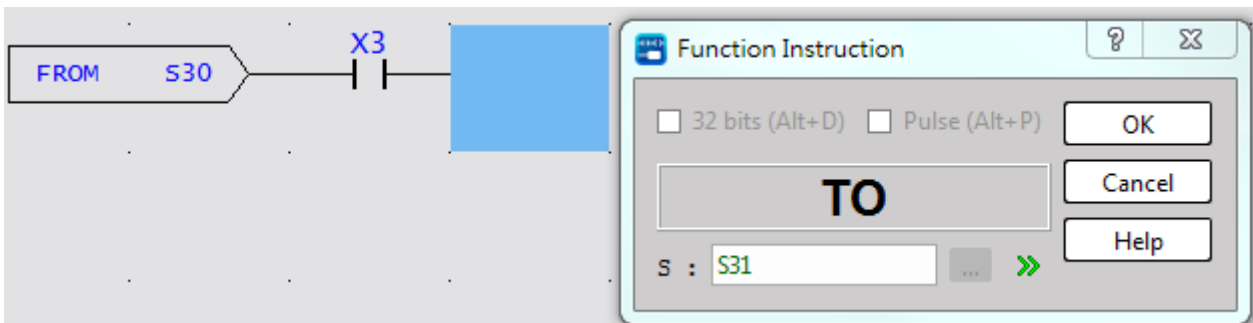 X3
FROM S30
Function Instruction
32 bits (Alt+D) Pulse (Alt+P)
OK
TO
Cancel
Help
S : S31 ...